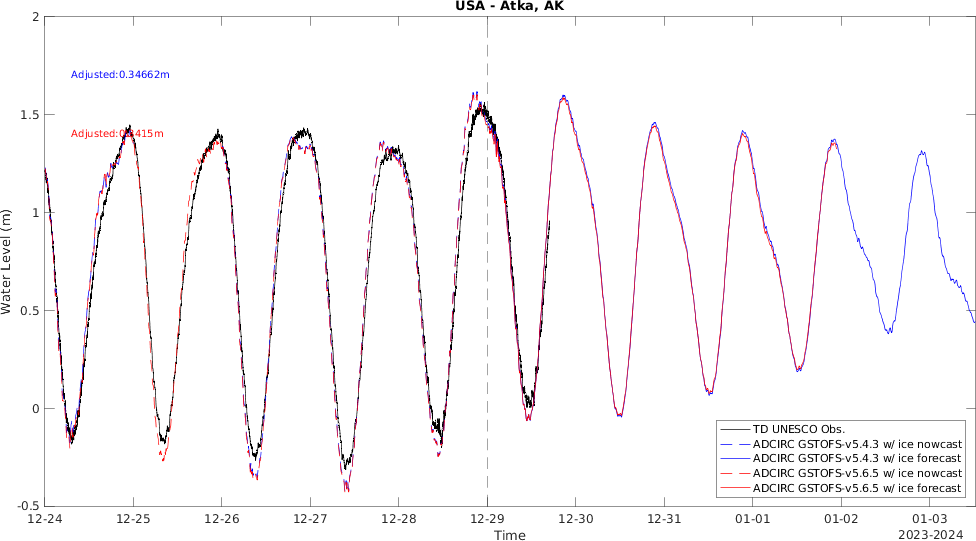 USA - Atka, AK
Adjusted:0.34662m
Water Level (m)
2
1.5
1
0.5
0
-0.5
12-24
12-25
12-26
12-27
12-28
12-29
12-30
12-31
01-01
01-02
01-03
Time
2023-2024
TD UNESCO Obs.
ADCIRC GSTOFS-v5.4.3 w/ ice nowcast
ADCIRC GSTOFS-v5.4.3 w/ ice forecast
ADCIRC GSTOFS-v5.6.5 w/ ice nowcast
ADCIRC GSTOFS-v5.6.5 w/ ice forecast